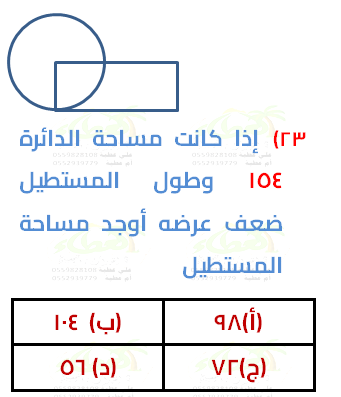 ٢٣) إذا كانت مساحة الدائرة
١٥٤ وطول المستطيل
ضعف عرضه أوجد مساحة
المستطيل
(أ)٩٨ (ب) ١٠٤
(ج)٧٢ (د) ٥٦